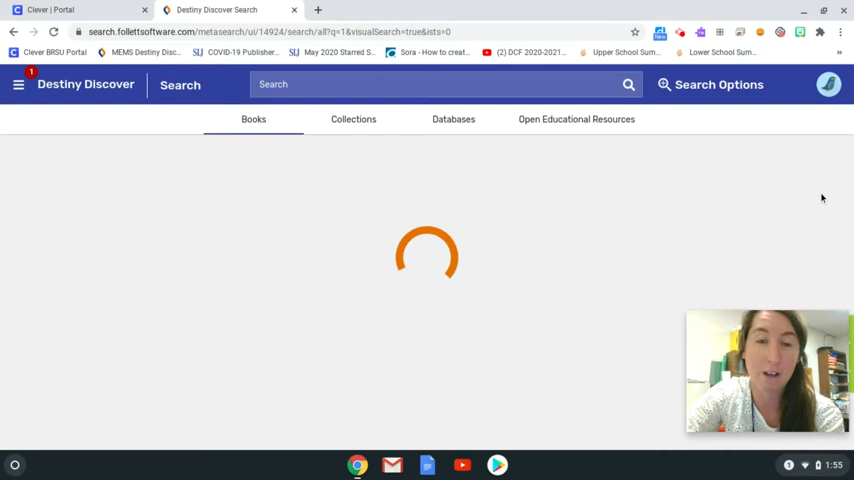 Clever | Portal
Destiny Discover Search
search.follettsoftware.com/metasearch/ui/14924/search/all?q=1&visualSearch=true&ists=0
New
Clever BRSU Portal
MEMS Destiny Disc...
SLJ
COVID-19 Publisher...
SLJ
May 2020 Starred S...
Sora - How to creat...
(2) DCF 2020-2021...
Upper School Sum...
Lower School Sum...
»
1
Destiny Discover
Search
Search
Search Options
Books
Collections
Databases
Open Educational Resources
1
1:55